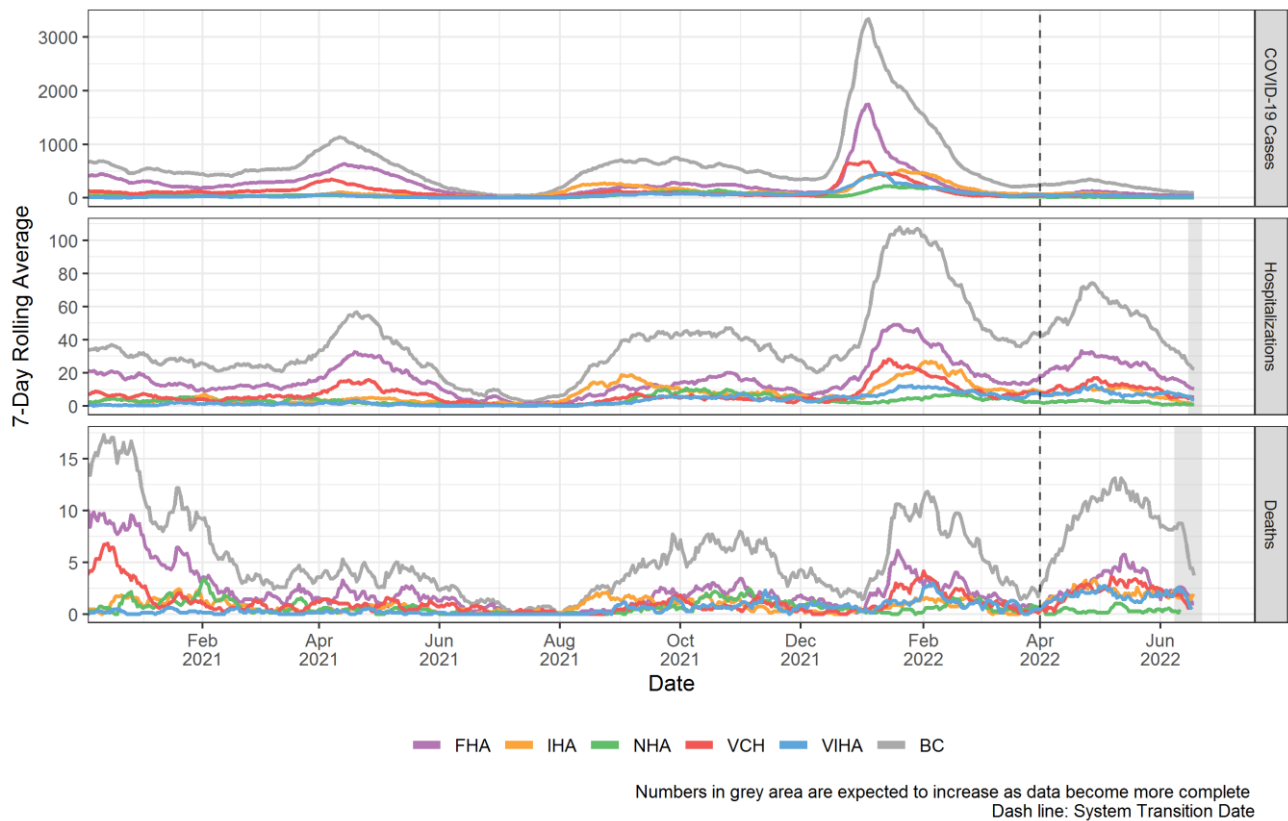 3000
2000
1000
0
COVID-19 Cases
100
80
60
40
20
0
Hospitalizations
15
10
5
0
Deaths
7-Day Rolling Average
Feb
2021
Apr
2021
Jun
2021
Aug
2021
Oct
2021
Dec
2021
Feb
2022
Apr
2022
Jun
2022
Date
FHA IHA NHA VCH VIHA BC
Numbers in grey area are expected to increase as data become more complete
Dash line: System Transition Date